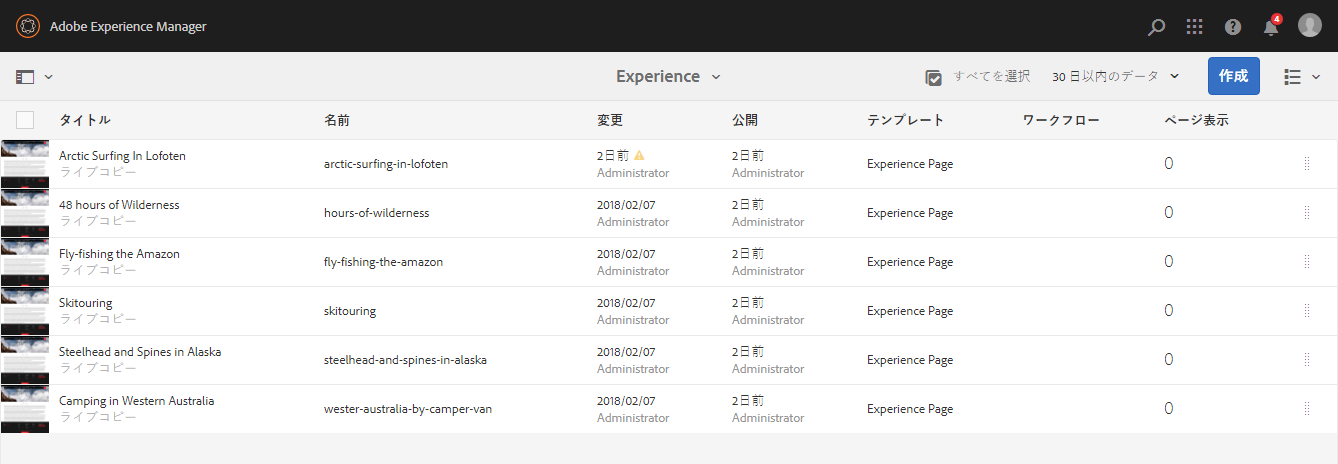 Adobe Experience Manager
4
Experience
すべてを選択
30 日以内のデータ
作成
タイトル 名前 変更 公開 テンプレート ワークフロー ページ表示
Arctic Surfing In Lofoten
ライブコピー
arctic-surfing-in-lofoten
2日前
Administrator
2日前
Administrator
Experience Page
0
48 hours of Wilderness
ライブコピー
hours-of-wilderness
2018/02/07
Administrator
2日前
Administrator
Experience Page
0
Fly-fishing the Amazon
ライブコピー
fly-fishing-the-amazon
2018/02/07
Administrator
2日前
Administrator
Experience Page
0
Skitouring
ライブコピー
skitouring
2018/02/07
Administrator
2日前
Administrator
Experience Page
0
Steelhead and Spines in Alaska
ライブコピー
steelhead-and-spines-in-alaska
2018/02/07
Administrator
2日前
Administrator
Experience Page
0
Camping in Western Australia
ライブコピー
wester-australia-by-camper-van
2018/02/07
Administrator
2日前
Administrator
Experience Page
0